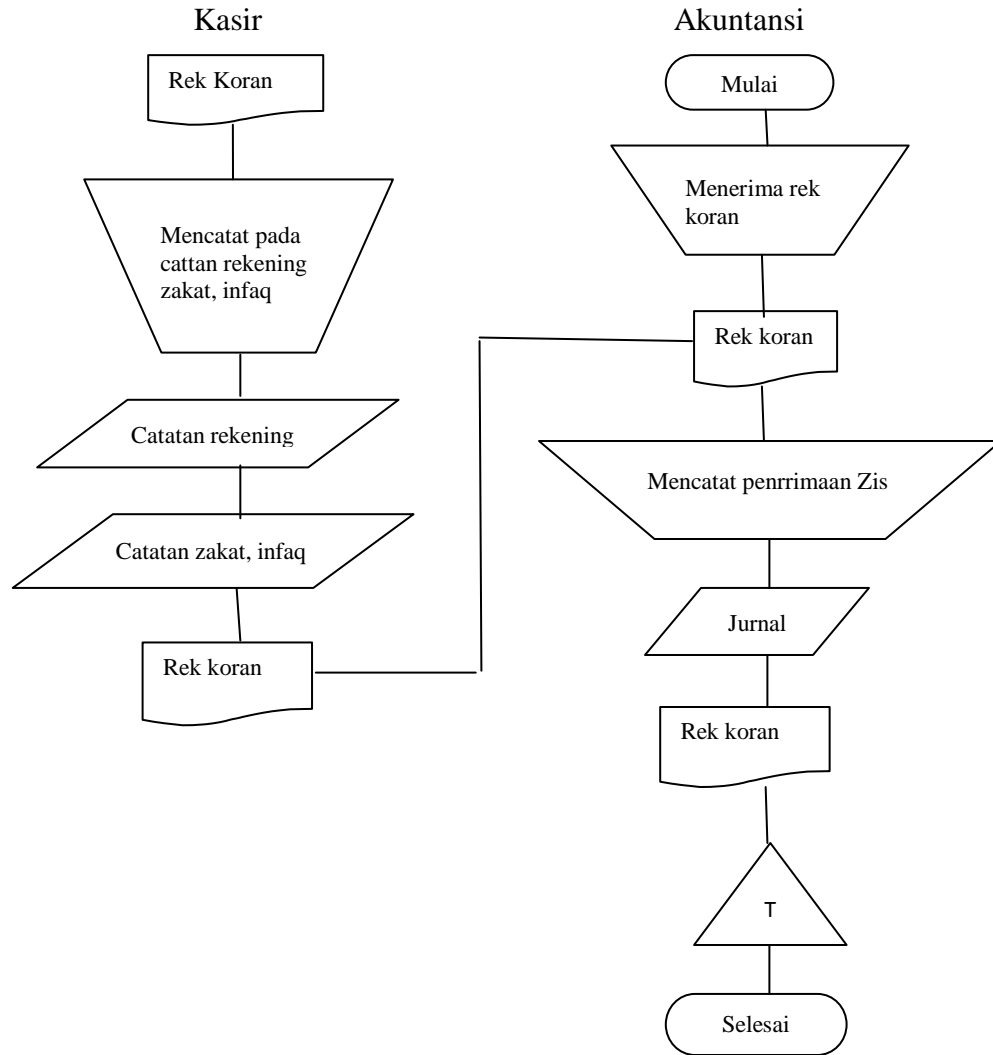 Kasir
Rek Koran
Mencatat pada
cattan rekening
zakat, infaq
Catatan rekening
Catatan zakat, infaq
Rek koran
Akuntansi
Mulai
Menerima rek
koran
Rek koran
Mencatat penrrimaan Zis
Jurnal
Rek koran
T
Selesai